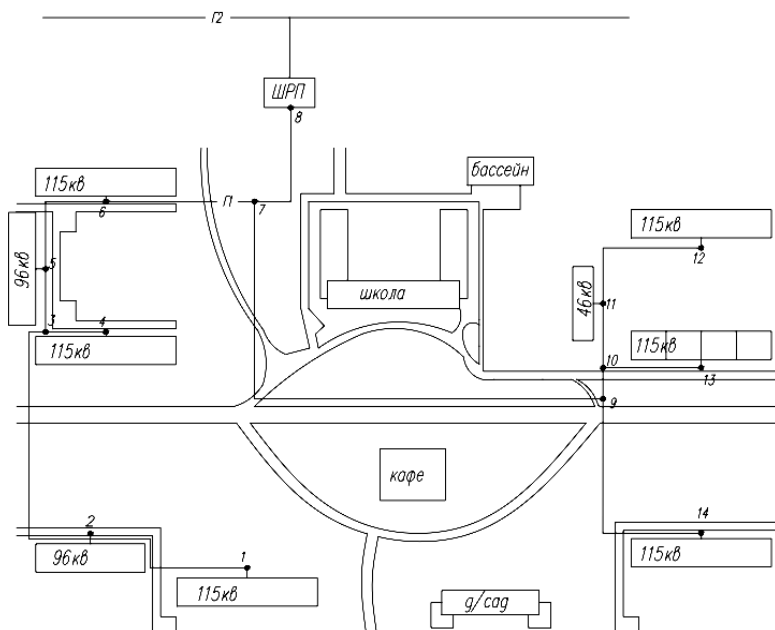 Г2
ШРП
8
бассейн
115кв
Г1
7
6
115кв
12
96кв
5
школа
46кв
11
3
4
115кв
115кв
10
13
9
кафе
2
14
96кв
1
115кв
115кв
д/сад